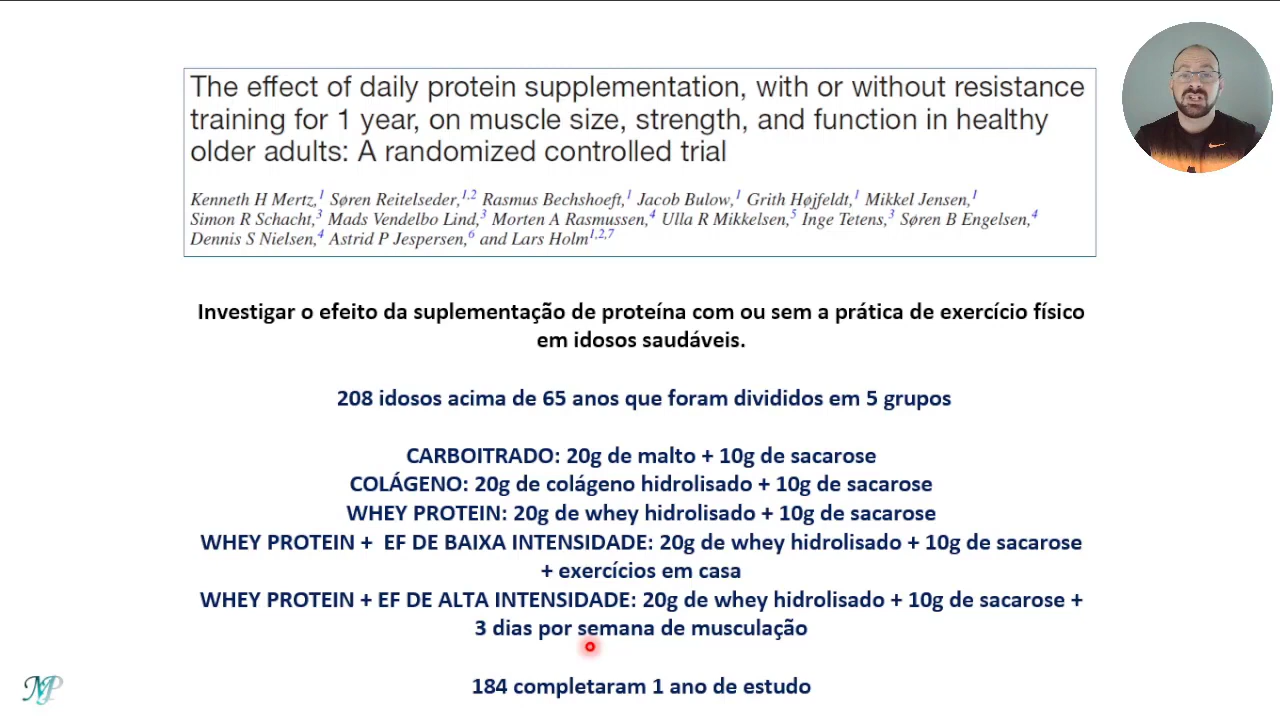 The effect of daily protein supplementation, with or without resistance
training for 1 year, on muscle size, strength, and function in healthy
older adults: A randomized controlled trial
Kenneth H Mertz,1 Søren Reitelseder,1,2 Rasmus Bechshoeft,1 Jacob Bulow,1 Grith Højfeldt,1 Mikkel Jensen,1
Simon R Schacht,3 Mads Vendelbo Lind,3 Morten A Rasmussen,4 Ulla R Mikkelsen,5 Inge Tetens,3 Søren B Engelsen,4
Dennis S Nielsen,4 Astrid P Jespersen,6 and Lars Holm1,2,7
Investigar o efeito da suplementação de proteína com ou sem a prática de exercício físico
em idosos saudáveis.
208 idosos acima de 65 anos que foram divididos em 5 grupos
CARBOITRADO: 20g de malto + 10g de sacarose
COLÁGENO: 20g de colágeno hidrolisado + 10g de sacarose
WHEY PROTEIN: 20g de whey hidrolisado + 10g de sacarose
WHEY PROTEIN + EF DE BAIXA INTENSIDADE: 20g de whey hidrolisado + 10g de sacarose
+ exercícios em casa
WHEY PROTEIN + EF DE ALTA INTENSIDADE: 20g de whey hidrolisado + 10g de sacarose +
3 dias por semana de musculação
184 completaram 1 ano de estudo
MP